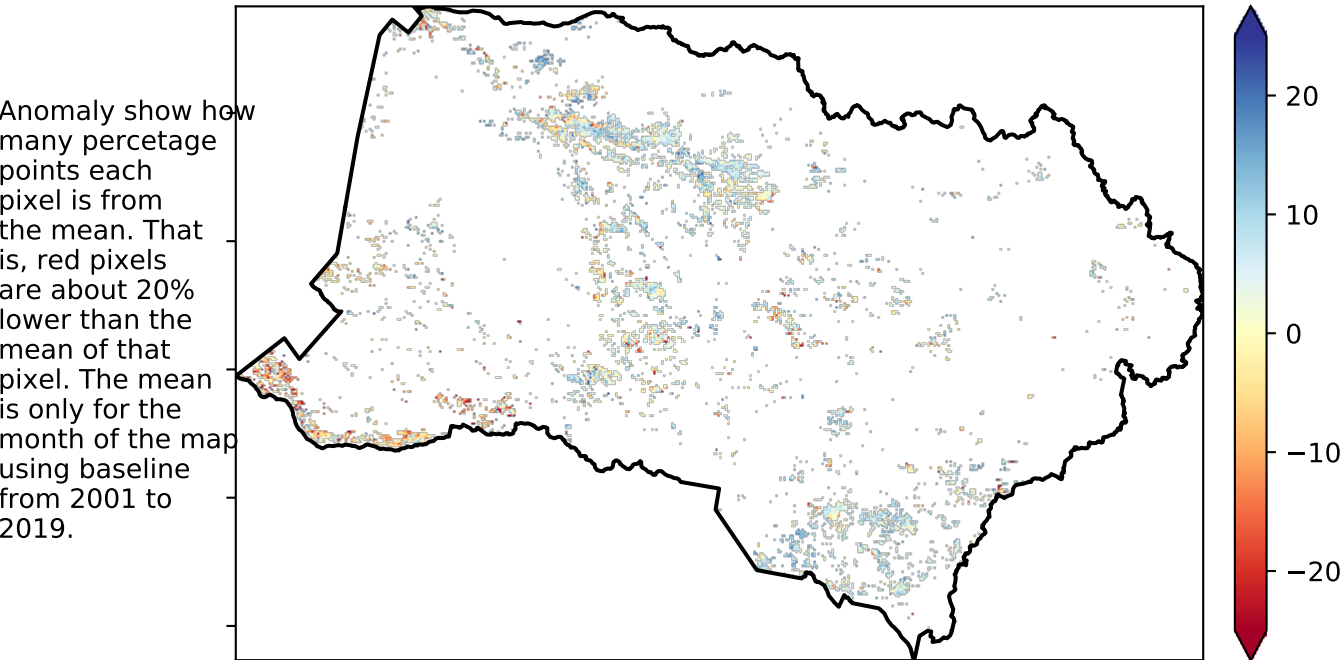 Anomaly show how
many percetage
points each
pixel is from
the mean. That
is, red pixels
are about 20%
lower than the
mean of that
pixel. The mean
is only for the
month of the map
using baseline
from 2001 to
2019.
20
10
0
−10
−20